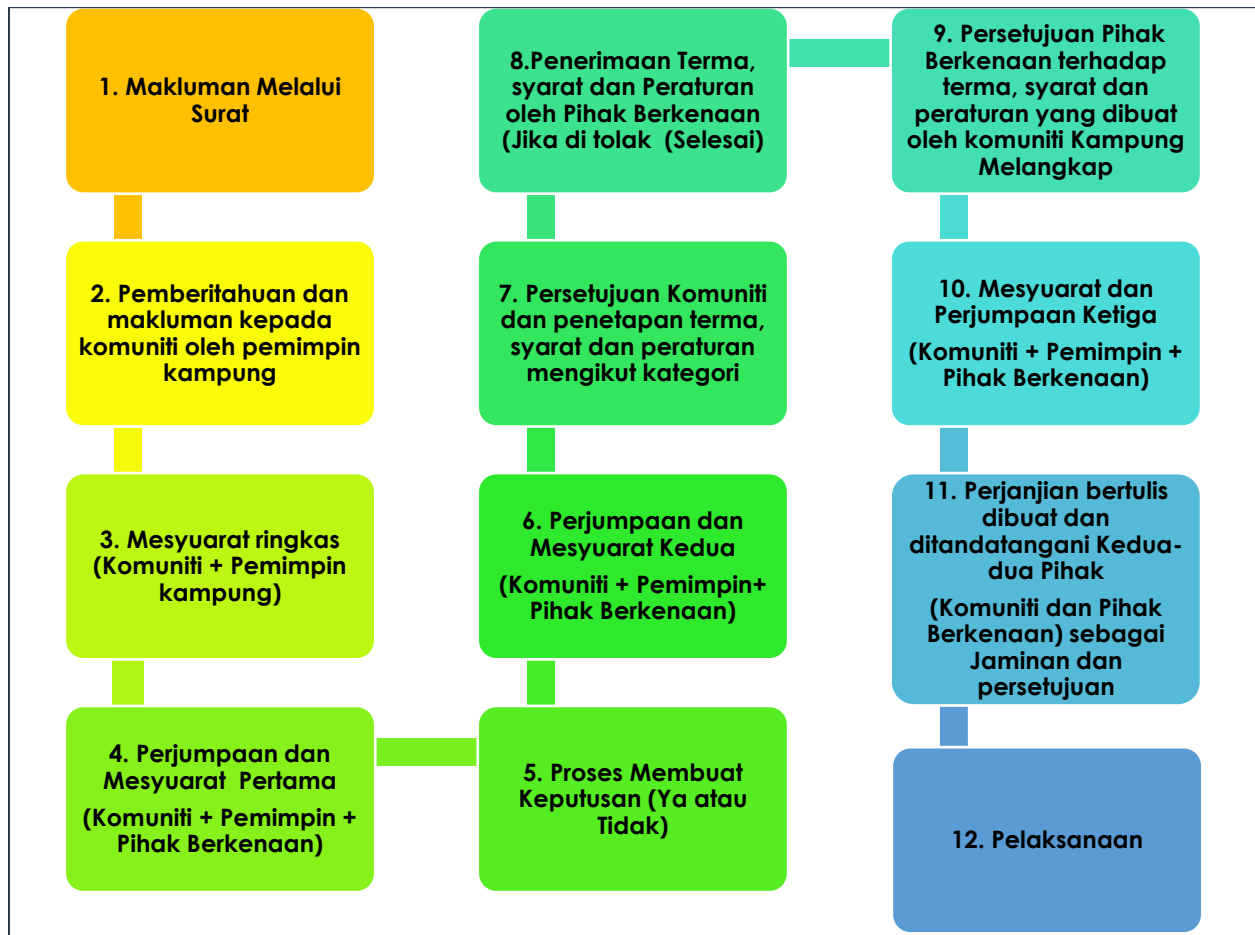 1. Makluman Melalui
Surat
2. Pemberitahuan dan
makluman kepada
komuniti oleh pemimpin
kampung
3. Mesyuarat ringkas
(Komuniti + Pemimpin
kampung)
4. Perjumpaan dan
Mesyuarat  Pertama
(Komuniti + Pemimpin +
Pihak Berkenaan)
5. Proses Membuat
Keputusan (Ya atau
Tidak)
6. Perjumpaan dan
Mesyuarat Kedua
(Komuniti + Pemimpin+
Pihak Berkenaan)
7. Persetujuan Komuniti
dan penetapan terma,
syarat dan peraturan
mengikut kategori
8.Penerimaan Terma,
syarat dan Peraturan
oleh Pihak Berkenaan
(Jika di tolak  (Selesai)
9. Persetujuan Pihak
Berkenaan terhadap
terma, syarat dan
peraturan yang dibuat
oleh komuniti Kampung
Melangkap
10. Mesyuarat dan
Perjumpaan Ketiga
(Komuniti + Pemimpin +
Pihak Berkenaan)
11. Perjanjian bertulis
dibuat dan
ditandatangani Kedua-
dua Pihak
(Komuniti dan Pihak
Berkenaan) sebagai
Jaminan dan
persetujuan
12. Pelaksanaan